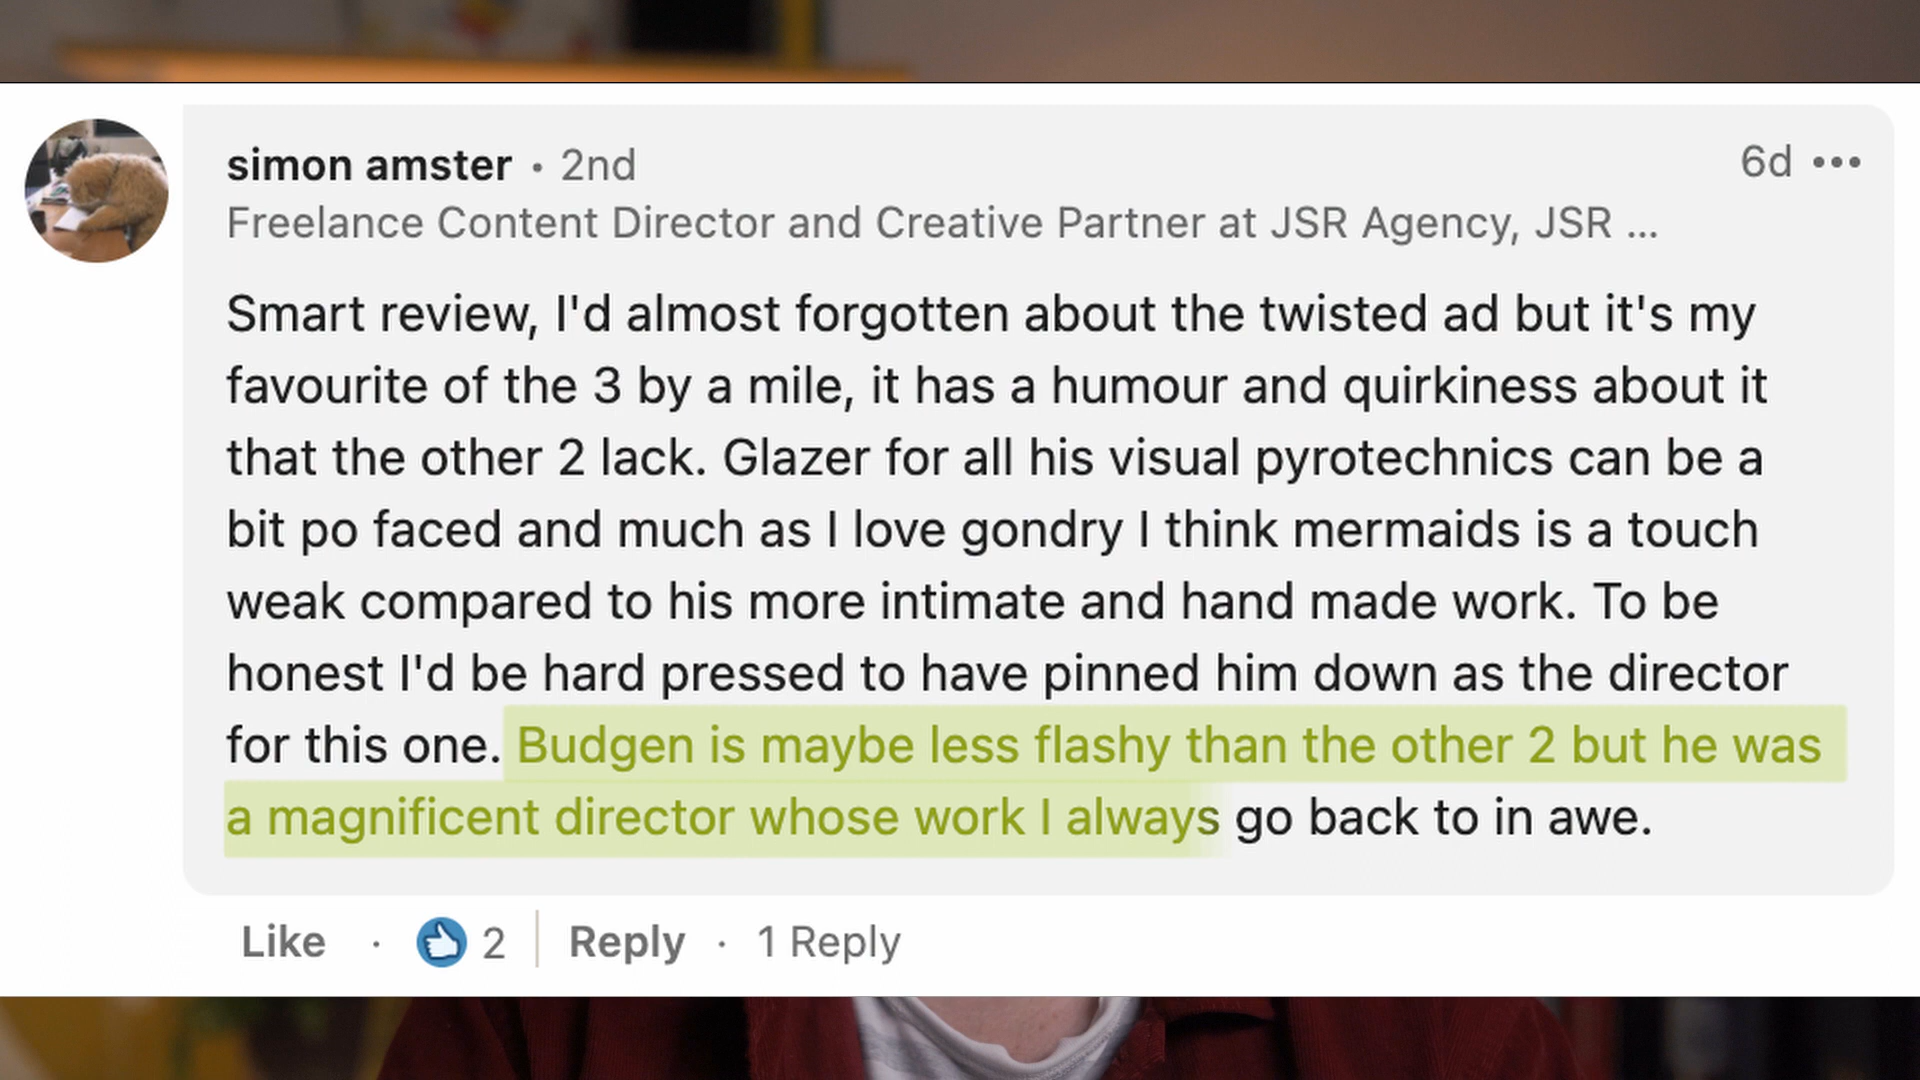 simon amster • 2nd
6d •••
Freelance Content Director and Creative Partner at JSR Agency, JSR ...
Smart review, I'd almost forgotten about the twisted ad but it's my
favourite of the 3 by a mile, it has a humour and quirkiness about it
that the other 2 lack. Glazer for all his visual pyrotechnics can be a
bit po faced and much as I love gondry I think mermaids is a touch
weak compared to his more intimate and hand made work. To be
honest I'd be hard pressed to have pinned him down as the director
for this one. Budgen is maybe less flashy than the other 2 but he was
a magnificent director whose work I always go back to in awe.
Like · 2 | Reply · 1 Reply